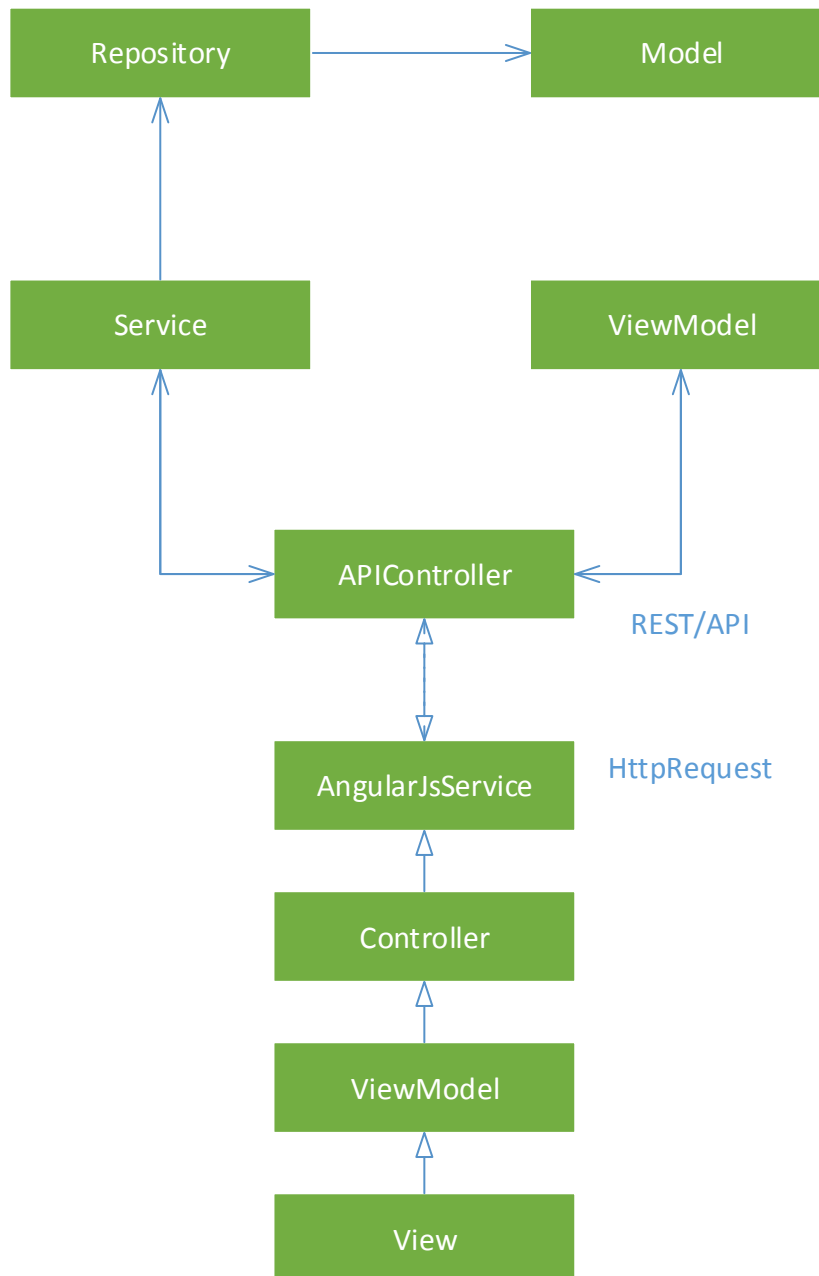 Repository
Model
Service
ViewModel
APIController
REST/API
HttpRequest
AngularJsService
Controller
ViewModel
View